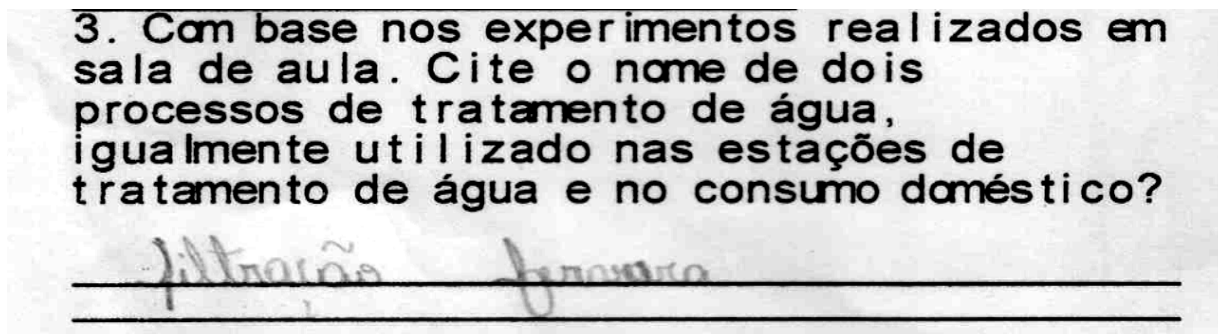 3. Com base nos experimentos realizados em
sala de aula. Cite o nome de dois
processos de tratamento de água,
igualmente utilizado nas estações de
tratamento de água e no consumo doméstico?
filtração